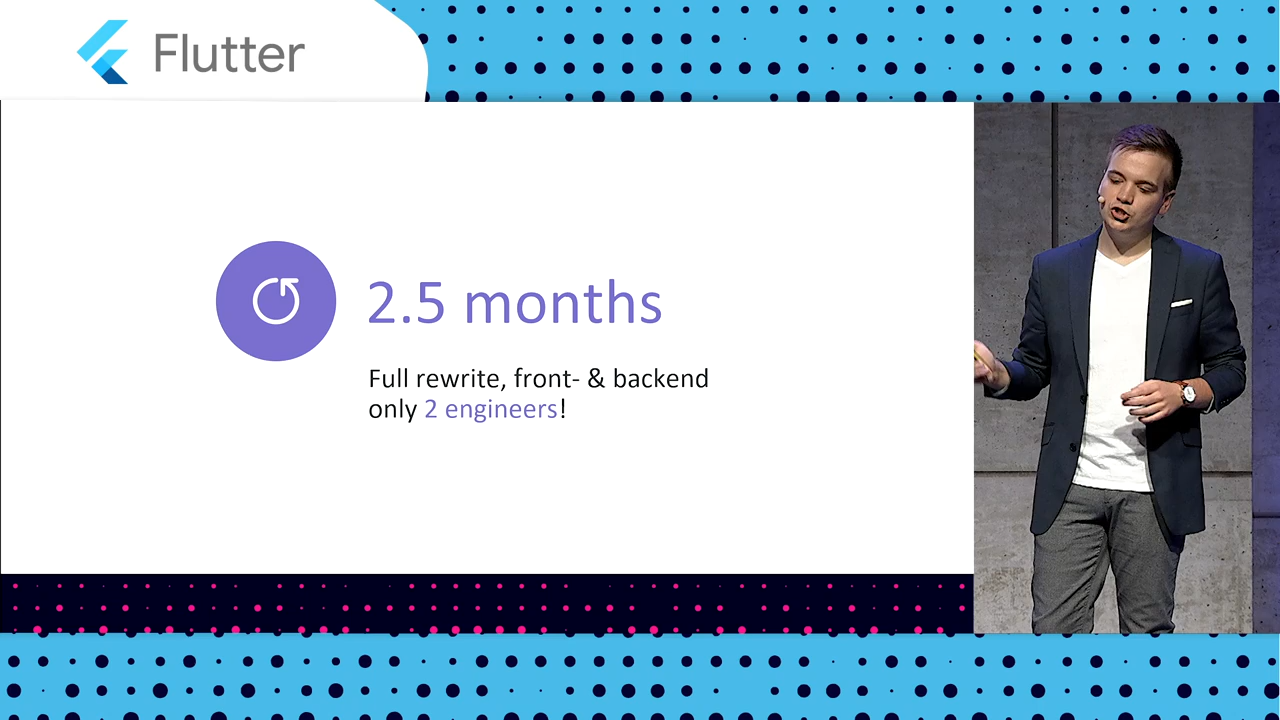 Flutter
2.5 months
Full rewrite, front- & backend
only 2 engineers!